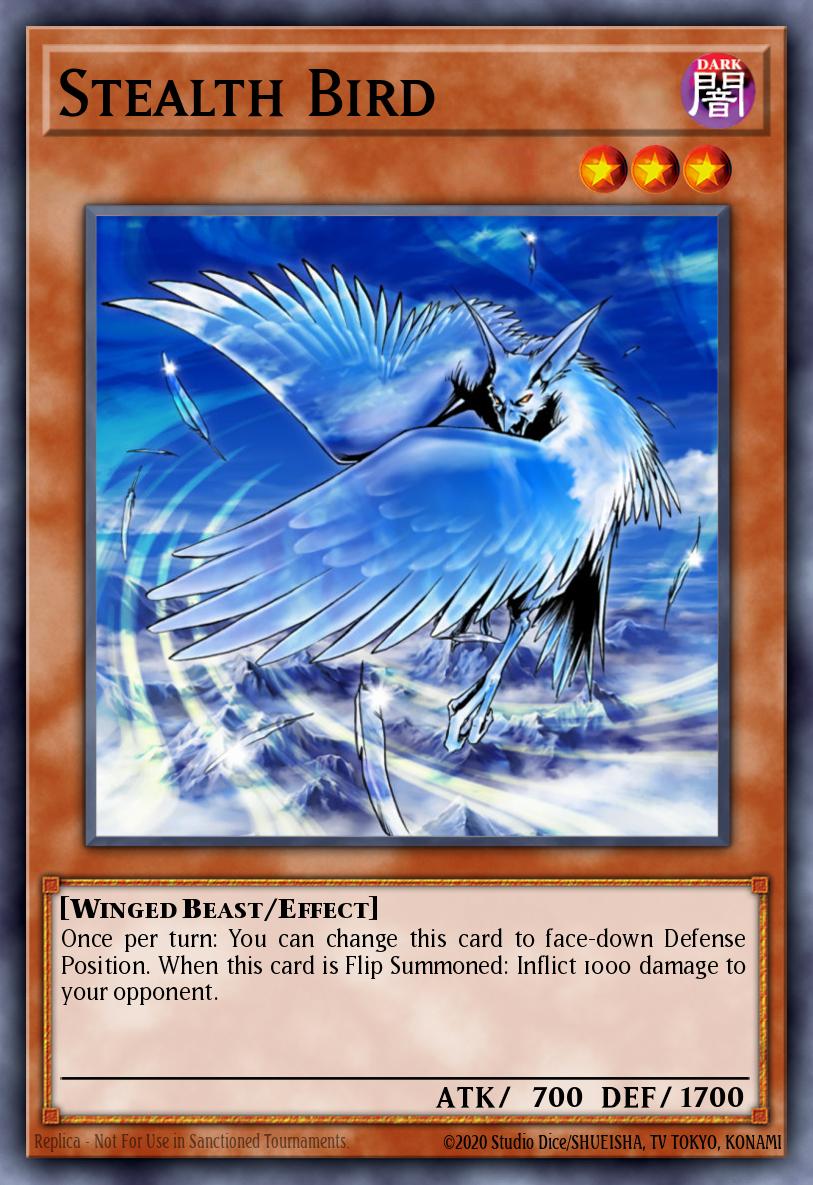 Stealth Bird
DARK
闇
[Winged Beast/Effect]
Once per turn: You can change this card to face-down Defense
Position. When this card is Flip Summoned: Inflict 1000 damage to
your opponent.
ATK/ 700 DEF/ 1700
Replica - Not For Use in Sanctioned Tournaments.
©2020 Studio Dice/SHUEISHA, TV TOKYO, KONAMI